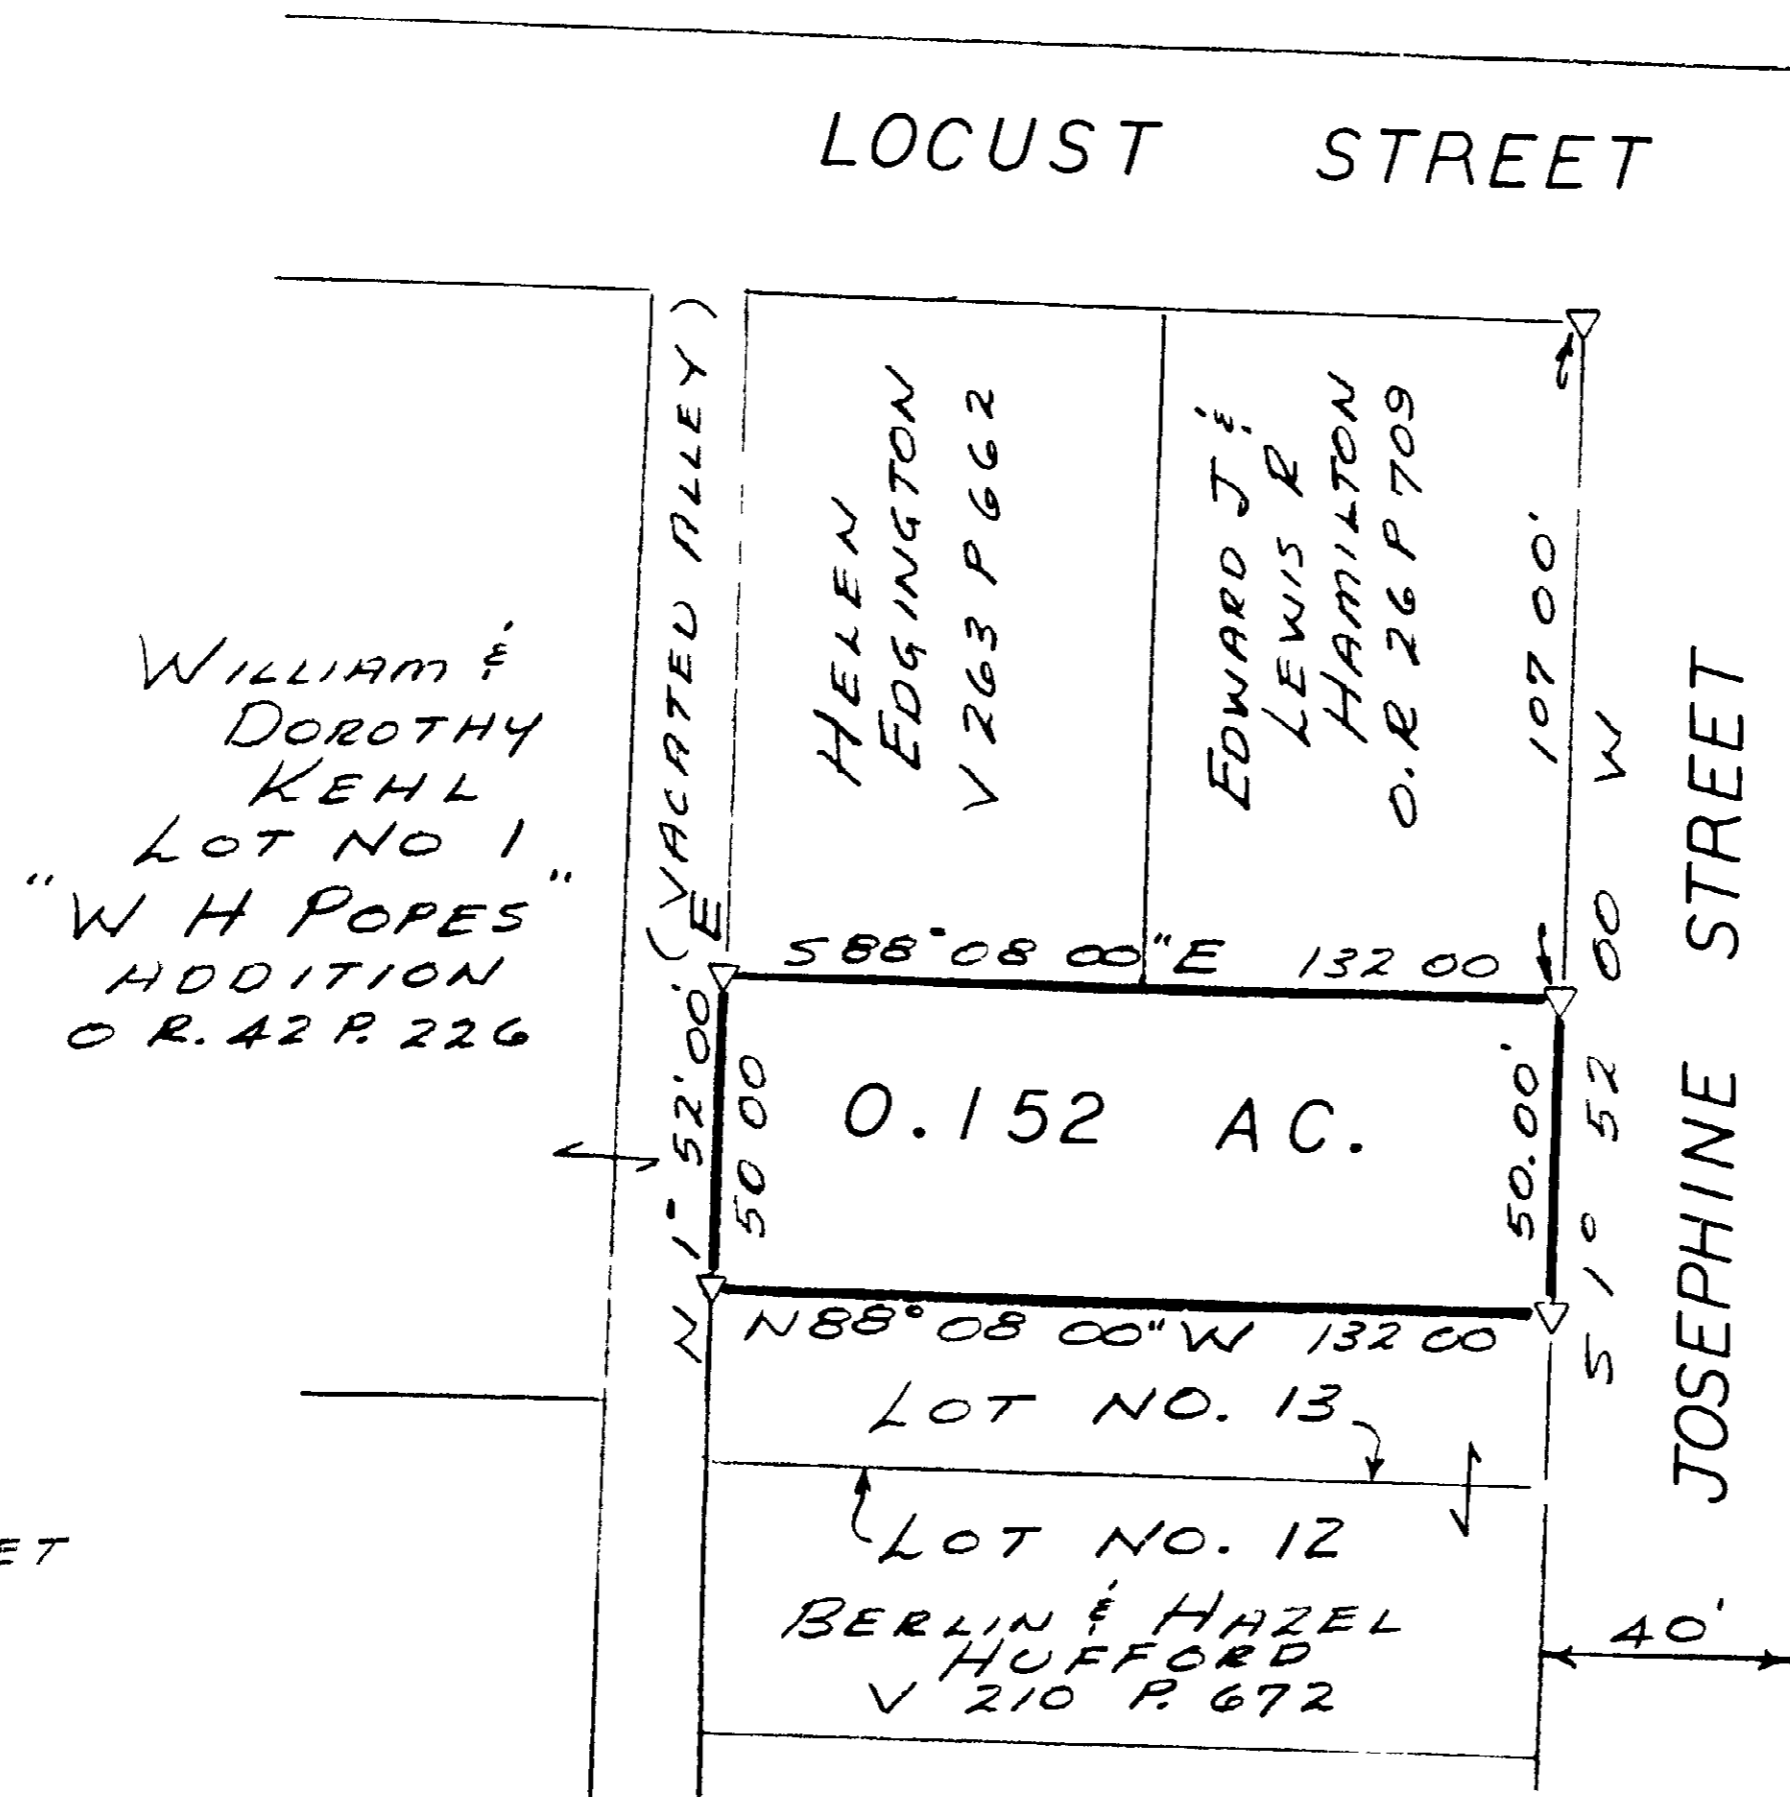 LOCUST STREET
(VACATED ALLEY)
HELEN
EDGINGTON
V 263 P 662
EDWARD J &
LEWIS R
HAMILTON
O.R 26 P 709
107 00'
WILLIAM &
DOROTHY
KEHL
LOT NO 1
"W H POPES"
ADDITION
O R. 42 P. 226
S 88° 08 00" E 132 00
N 1° 52' 00' E
50 00
0.152 AC.
50.00'
S 1° 52 00 W
JOSEPHINE STREET
N 88° 08 00" W 132 00
LOT NO. 13
LOT NO. 12
BERLIN & HAZEL
HUFFORD
V 210 P. 672
40'
ET